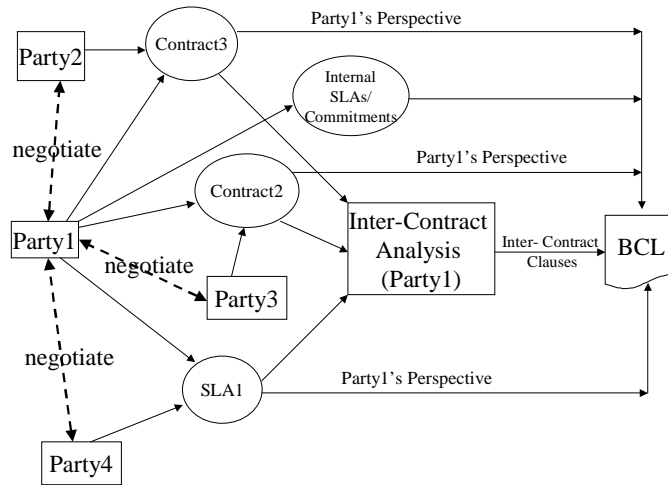 Party1's Perspective
Contract3
Party2
Internal
SLAs/
Commitments
negotiate
Party1's Perspective
Contract2
Party1
Inter-Contract
Analysis
(Party1)
Inter- Contract
Clauses
BCL
negotiate
Party3
negotiate
Party1's Perspective
SLA1
Party4